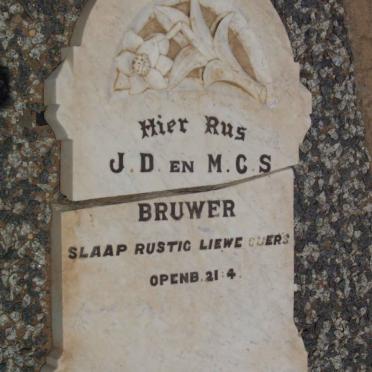 Hier Rus
J.D. EN M.C.S
BRUWER
SLAAP RUSTIG LIEWE OUERS
OPENB. 21:4.